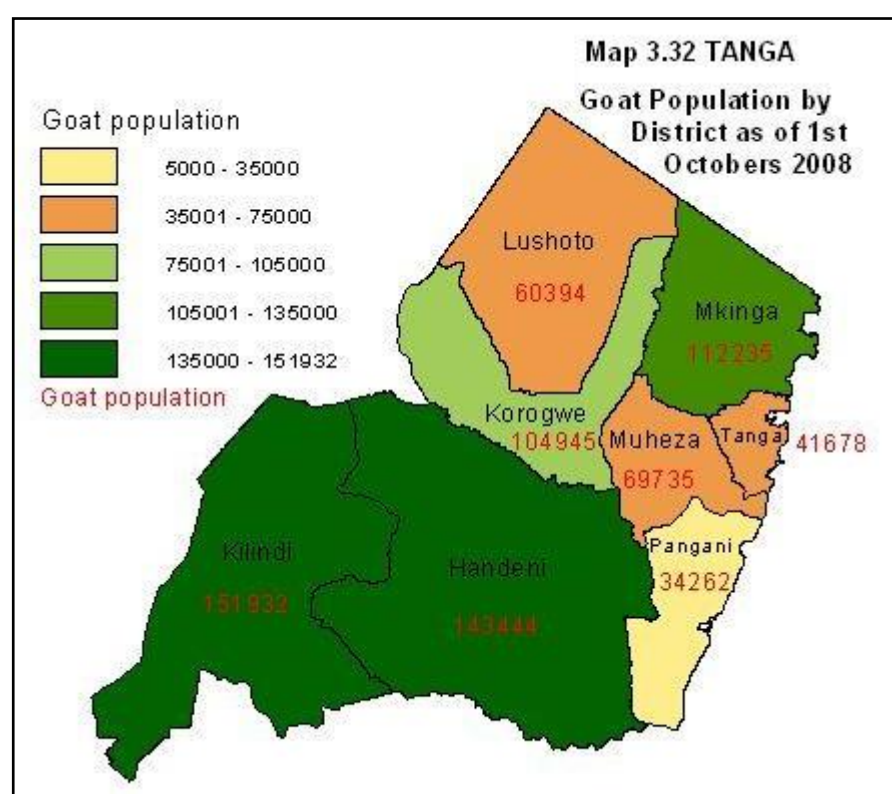 Map 3.32 TANGA
Goat Population by
District as of 1st
Octobers 2008
Goat population
5000 - 35000
35001 - 75000
75001 - 105000
105001 - 135000
135000 - 151932
Goat population
Lushoto
60394
Mkinga
112235
Korogwe
104945
Muheza
69735
Tanga
41678
Pangani
34262
Kilindi
151932
Handeni
143444